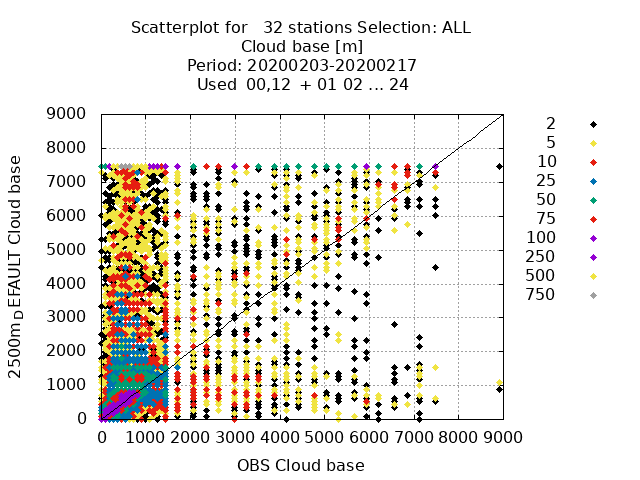 Scatterplot for 32 stations Selection: ALL
Cloud base [m]
Period: 20200203-20200217
Used 00,12 + 01 02 ... 24
2500m_DEFAULT Cloud base
9000
8000
7000
6000
5000
4000
3000
2000
1000
0
0 1000 2000 3000 4000 5000 6000 7000 8000 9000
OBS Cloud base
2
5
10
25
50
75
100
250
500
750